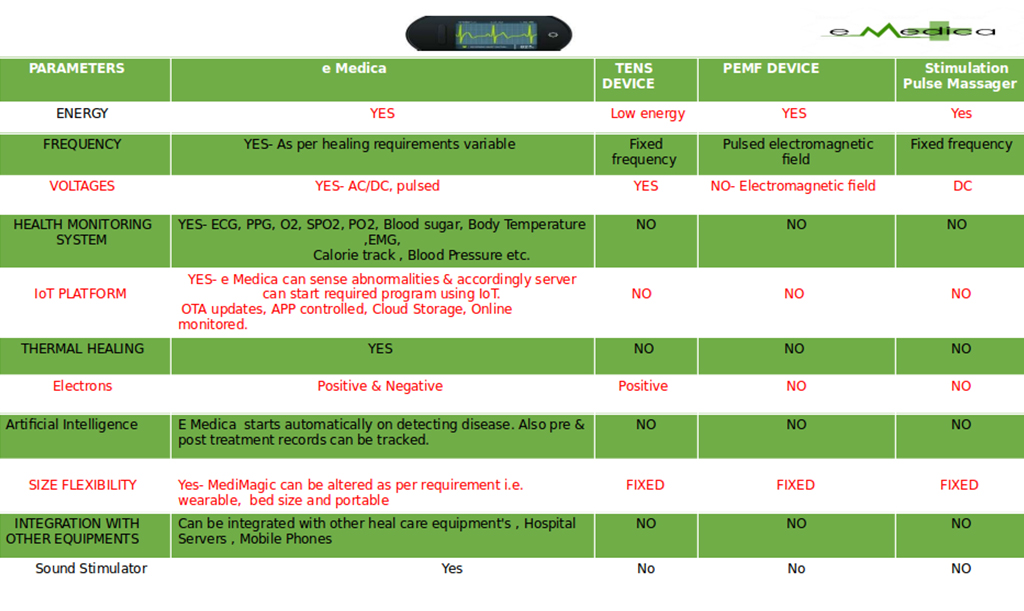 e Medica
PARAMETERS
e Medica
TENS
DEVICE
PEMF DEVICE
Stimulation
Pulse Massager
ENERGY
YES
Low energy
YES
Yes
FREQUENCY
YES- As per healing requirements variable
Fixed
frequency
Pulsed electromagnetic
field
Fixed frequency
VOLTAGES
YES- AC/DC, pulsed
YES
NO- Electromagnetic field
DC
HEALTH MONITORING
SYSTEM
YES- ECG, PPG, O2, SPO2, PO2, Blood sugar, Body Temperature
,EMG,
Calorie track , Blood Pressure etc.
NO
NO
NO
IoT PLATFORM
YES- e Medica can sense abnormalities & accordingly server
can start required program using IoT.
OTA updates, APP controlled, Cloud Storage, Online
monitored.
NO
NO
NO
THERMAL HEALING
YES
NO
NO
NO
Electrons
Positive & Negative
Positive
NO
NO
Artificial Intelligence
E Medica  starts automatically on detecting disease. Also pre &
post treatment records can be tracked.
NO
NO
NO
SIZE FLEXIBILITY
Yes- MediMagic can be altered as per requirement i.e.
wearable,  bed size and portable
FIXED
FIXED
FIXED
INTEGRATION WITH
OTHER EQUIPMENTS
Can be integrated with other heal care equipment's , Hospital
Servers , Mobile Phones
NO
NO
NO
Sound Stimulator
Yes
No
No
NO